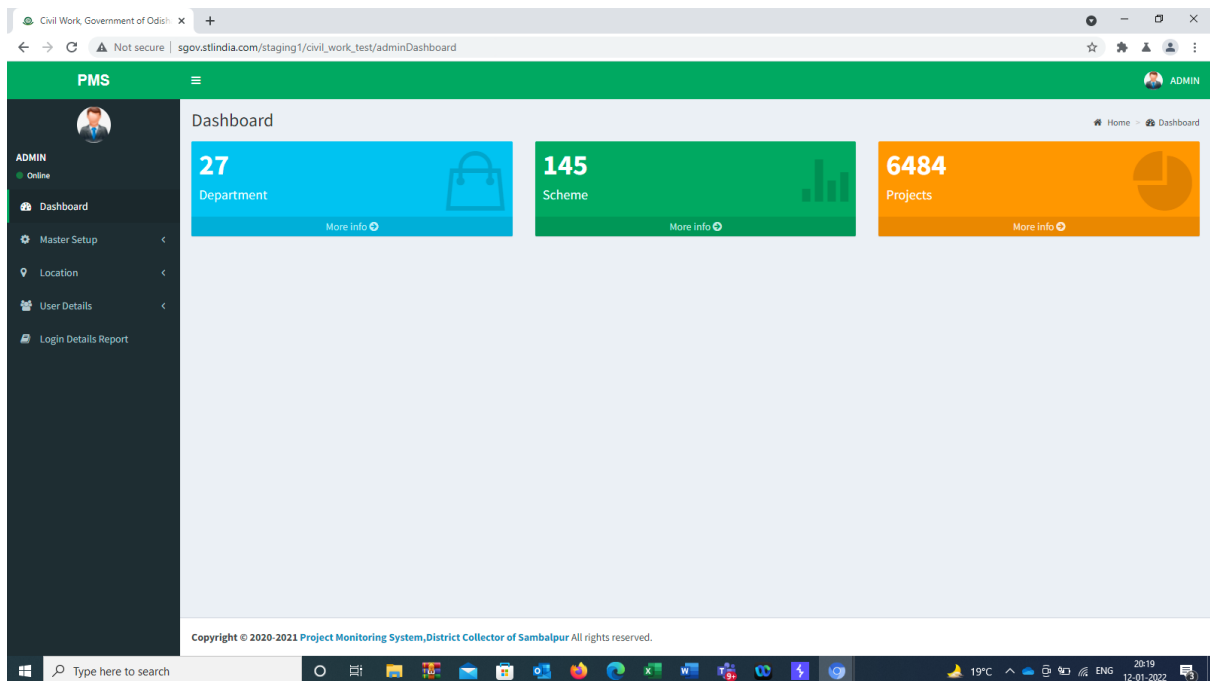 Civil Work, Government of Odish
Not secure | sgov.stlindia.com/staging1/civil_work_test/adminDashboard
PMS
ADMIN
ADMIN
Online
Dashboard
Master Setup
Location
User Details
Login Details Report
Dashboard
Home > Dashboard
27
Department
More info
145
Scheme
More info
6484
Projects
More info
Copyright © 2020-2021 Project Monitoring System,District Collector of Sambalpur All rights reserved.
Type here to search
9+
19°C
ENG
20:19
12-01-2022
3